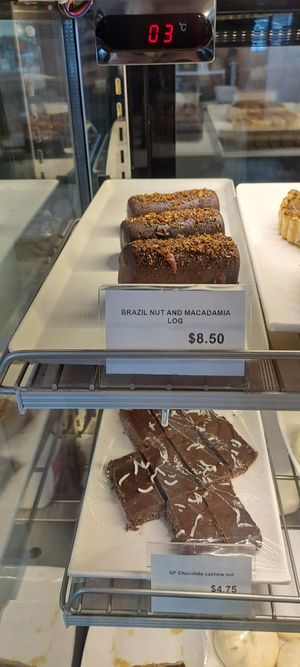 03 °C
BRAZIL NUT AND MACADAMIA
LOG
$8.50
GF Chocolate cashew nut
$4.75